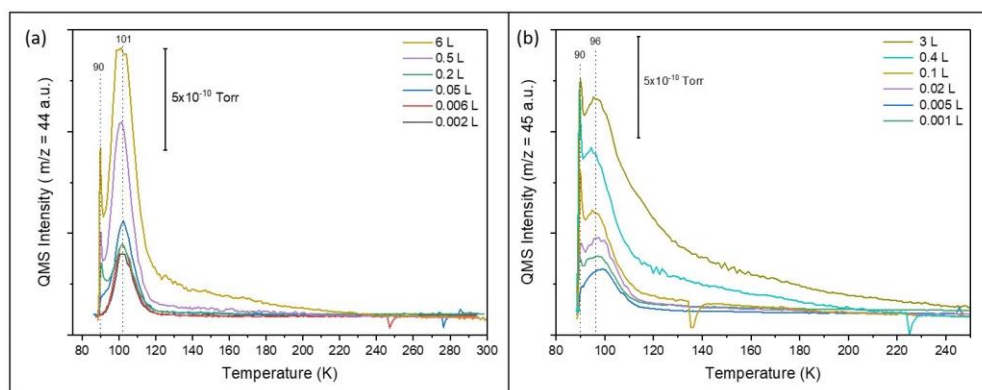 (a)
101
90
5x10-10 Torr
6 L
0.5 L
0.2 L
0.05 L
0.006 L
0.002 L
QMS Intensity ( m/z = 44 a.u.)
80 100 120 140 160 180 200 220 240 260 280 300
Temperature (K)
(b)
96
90
5x10-10 Torr
3 L
0.4 L
0.1 L
0.02 L
0.005 L
0.001 L
QMS Intensity ( m/z = 45 a.u.)
80 100 120 140 160 180 200 220 240
Temperature (K)